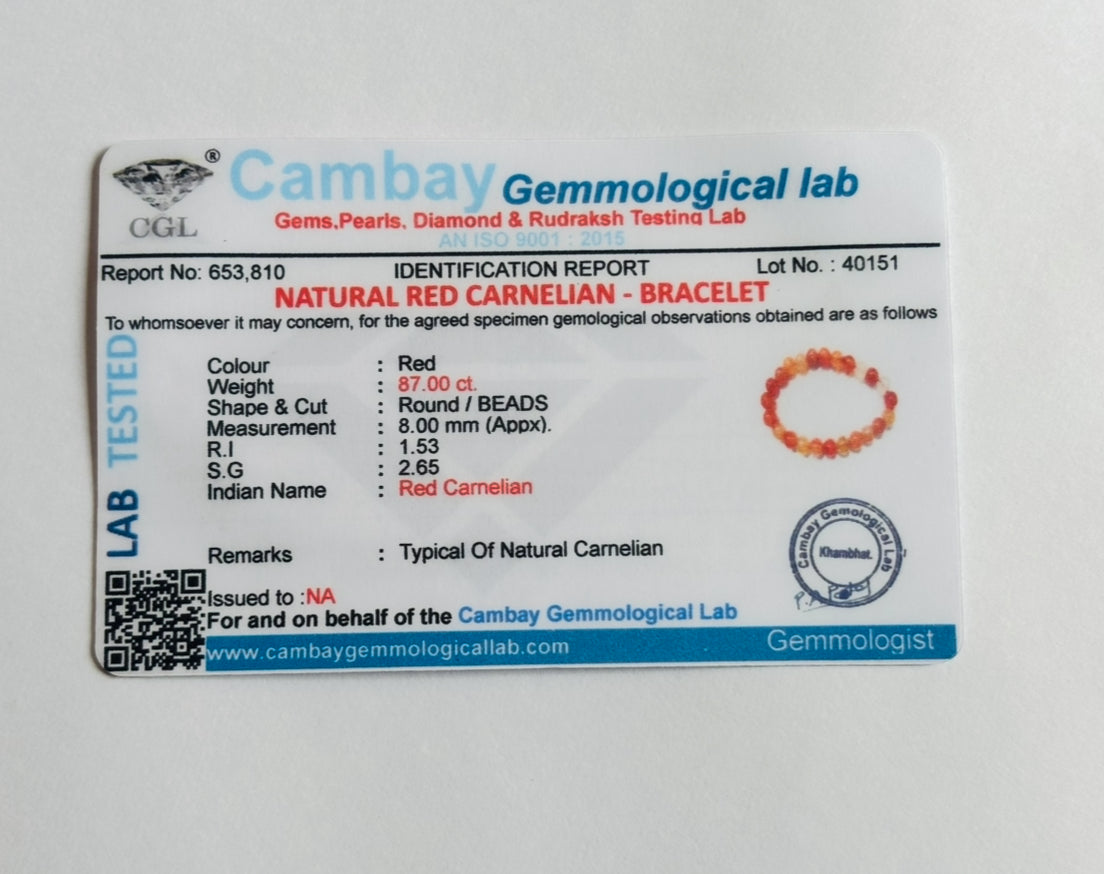 ®
CGL
Cambay Gemmological lab
Gems,Pearls, Diamond & Rudraksh Testing Lab
AN ISO 9001 : 2015
Report No: 653,810 IDENTIFICATION REPORT Lot No. : 40151
NATURAL RED CARNELIAN - BRACELET
To whomsoever it may concern, for the agreed specimen gemological observations obtained are as follows
LAB TESTED
Colour : Red
Weight : 87.00 ct.
Shape & Cut : Round / BEADS
Measurement : 8.00 mm (Appx).
R.I : 1.53
S.G : 2.65
Indian Name : Red Carnelian
Remarks : Typical Of Natural Carnelian
Cambay Gemological Lab
Khambhat.
Issued to :NA
For and on behalf of the Cambay Gemmological Lab
www.cambaygemmologicallab.com Gemmologist